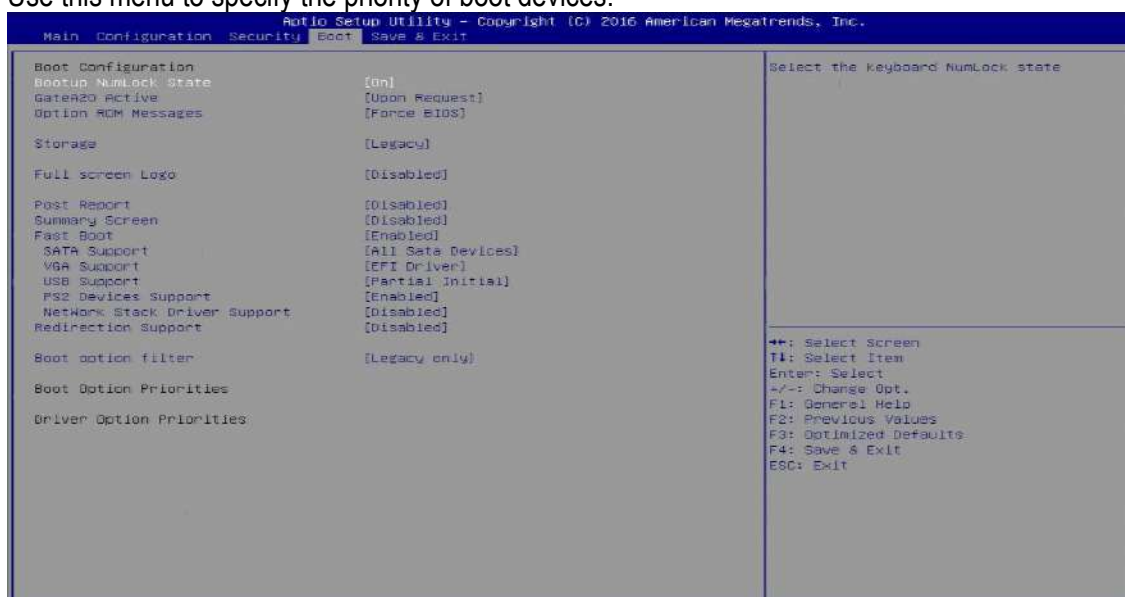 Use this menu to specify the priority of boot devices.
Aptio Setup Utility – Copyright (C) 2016 American Megatrends, Inc.
Main Configuration Security Boot Save & Exit
Boot Configuration
Bootup NumLock State [On]
GateA20 Active [Upon Request]
Option ROM Messages [Force BIOS]
Storage [Legacy]
Full screen Logo [Disabled]
Post Report [Disabled]
Summary Screen [Disabled]
Fast Boot [Enabled]
SATA Support [All Sata Devices]
VGA Support [EFI Driver]
USB Support [Partial Initial]
PS2 Devices Support [Enabled]
NetWork Stack Driver Support [Disabled]
Redirection Support [Disabled]
Boot option filter [Legacy only]
Boot Option Priorities
Driver Option Priorities
Select the keyboard NumLock state
→←: Select Screen
↑↓: Select Item
Enter: Select
+/-: Change Opt.
F1: General Help
F2: Previous Values
F3: Optimized Defaults
F4: Save & Exit
ESC: Exit